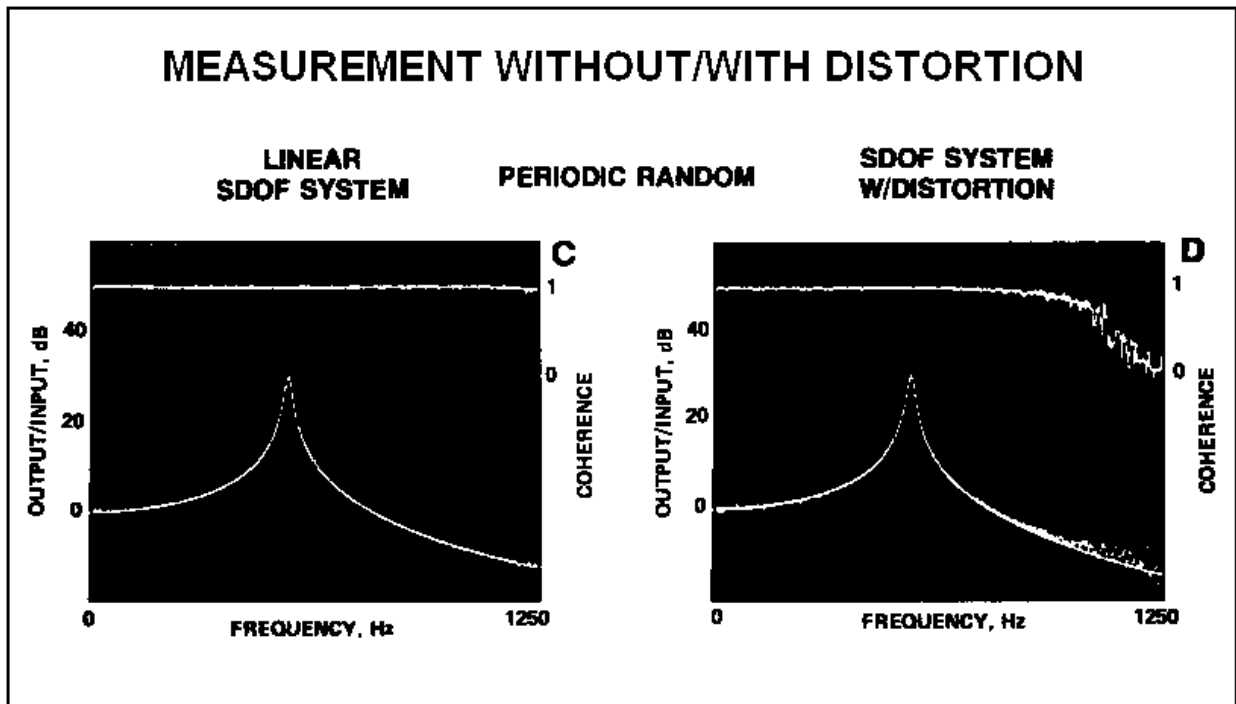 MEASUREMENT WITHOUT/WITH DISTORTION
LINEAR
SDOF SYSTEM
PERIODIC RANDOM
SDOF SYSTEM
W/DISTORTION
C
1
0
40
20
0
OUTPUT/INPUT, dB
COHERENCE
0
FREQUENCY, Hz
1250
D
1
0
40
20
0
OUTPUT/INPUT, dB
COHERENCE
0
FREQUENCY, Hz
1250